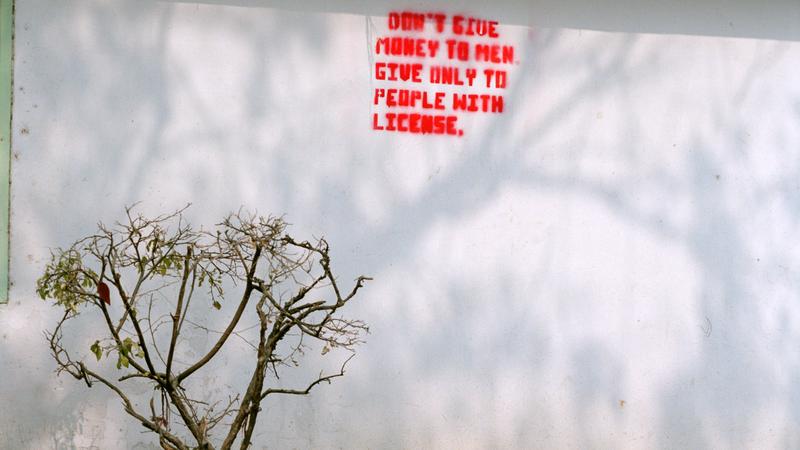 DON'T GIVE
MONEY TO MEN.
GIVE ONLY TO
PEOPLE WITH
LICENSE.